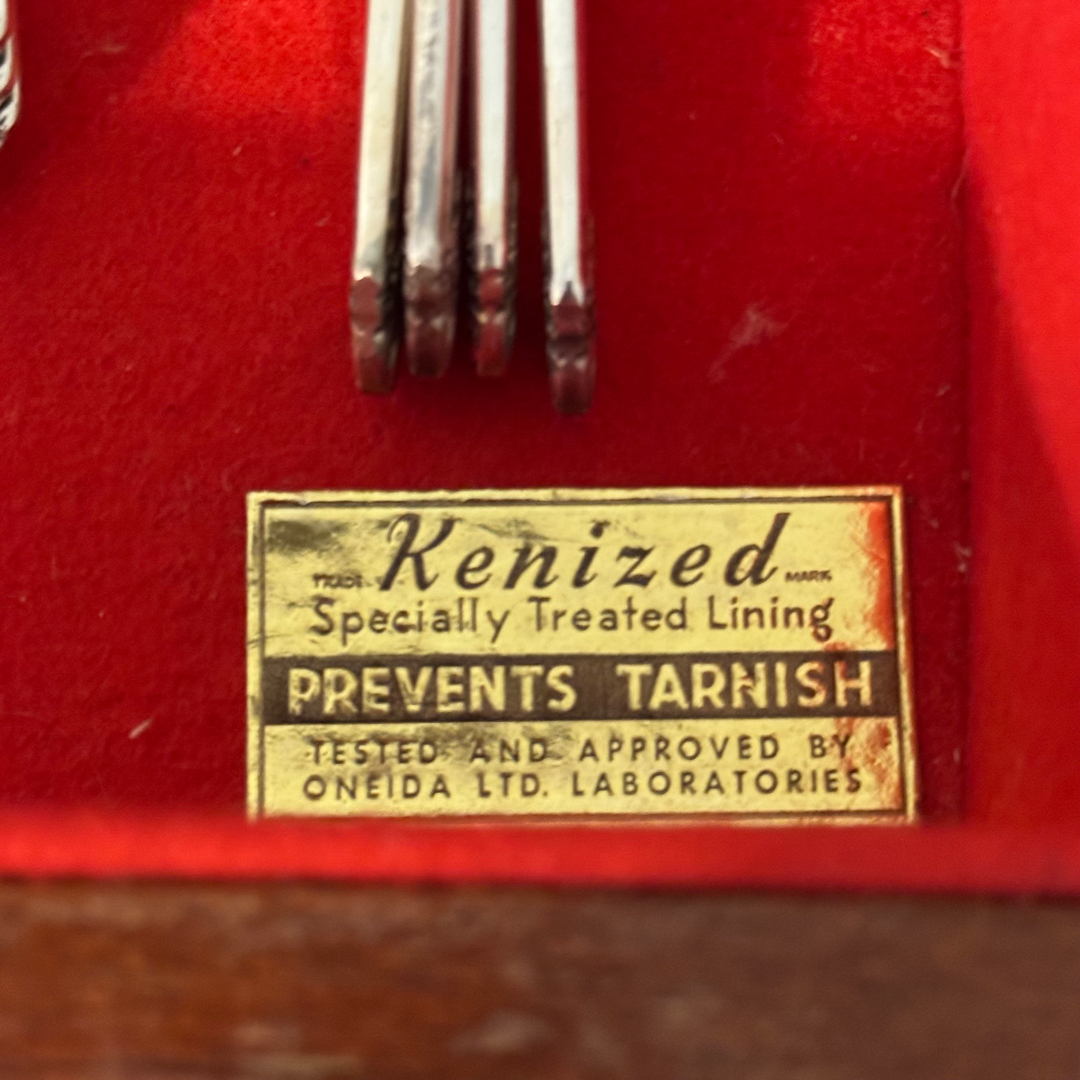 Kenized
TRADE MARK
Specially Treated Lining
PREVENTS TARNISH
TESTED AND APPROVED BY
ONEIDA LTD. LABORATORIES